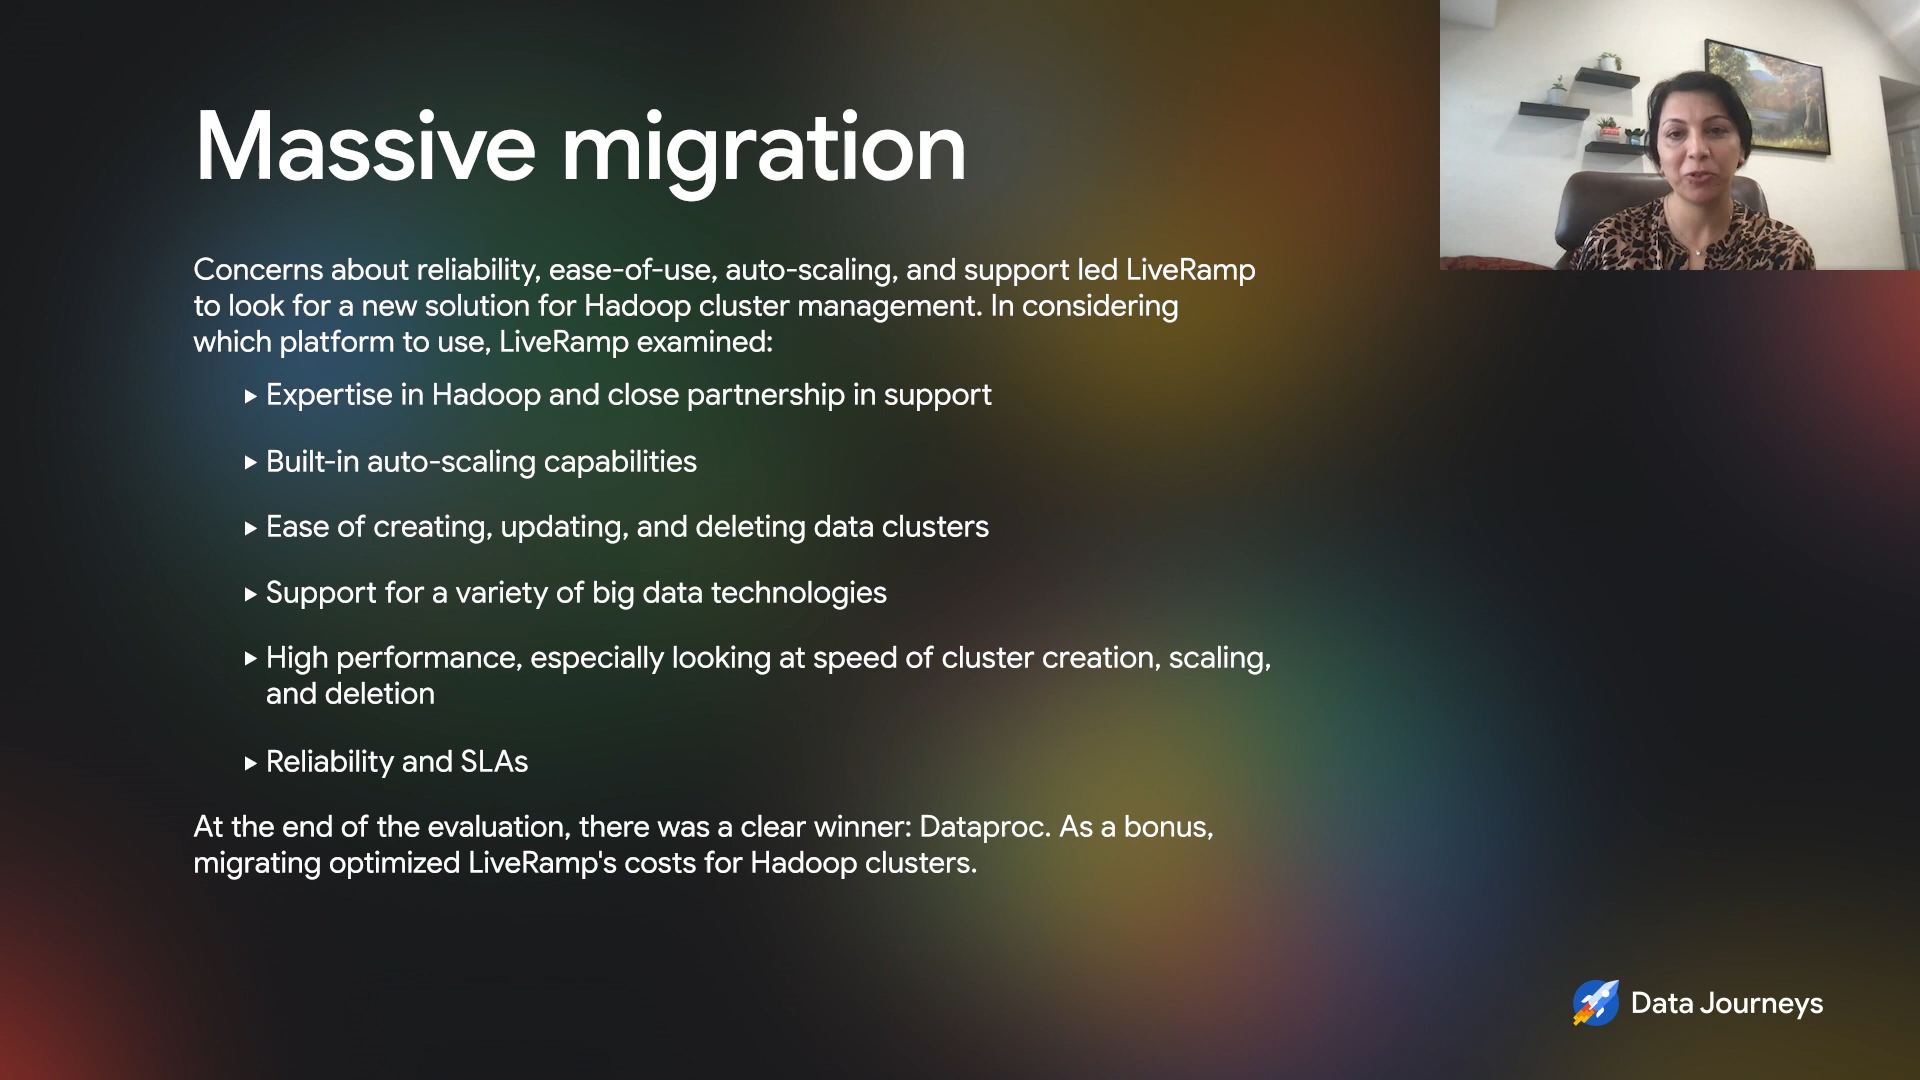 Massive migration
Concerns about reliability, ease-of-use, auto-scaling, and support led LiveRamp
to look for a new solution for Hadoop cluster management. In considering
which platform to use, LiveRamp examined:
▸ Expertise in Hadoop and close partnership in support
▸ Built-in auto-scaling capabilities
▸ Ease of creating, updating, and deleting data clusters
▸ Support for a variety of big data technologies
▸ High performance, especially looking at speed of cluster creation, scaling,
and deletion
▸ Reliability and SLAs
At the end of the evaluation, there was a clear winner: Dataproc. As a bonus,
migrating optimized LiveRamp's costs for Hadoop clusters.
Data Journeys